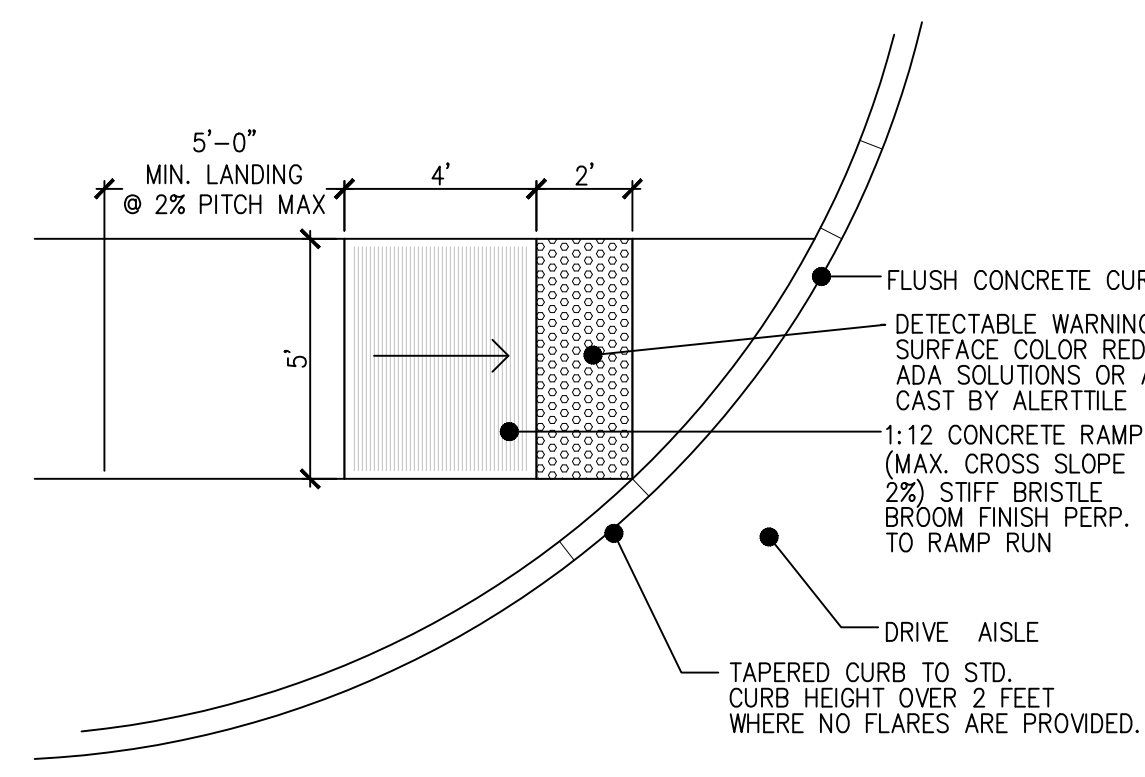 5'-0"
MIN. LANDING
@ 2% PITCH MAX
4'
2'
5'
FLUSH CONCRETE CUR
DETECTABLE WARNING
SURFACE COLOR RED
ADA SOLUTIONS OR A
CAST BY ALERTTILE
1:12 CONCRETE RAMP
(MAX. CROSS SLOPE
2%) STIFF BRISTLE
BROOM FINISH PERP.
TO RAMP RUN
DRIVE AISLE
TAPERED CURB TO STD.
CURB HEIGHT OVER 2 FEET
WHERE NO FLARES ARE PROVIDED.